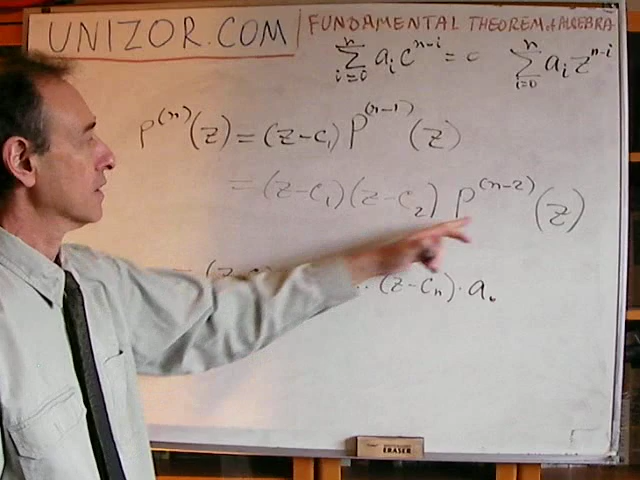 UNIZOR.COM | FUNDAMENTAL THEOREM of ALGEBRA
∑ᵢ₌₀ⁿ aᵢcⁿ⁻ⁱ = 0   ∑ᵢ₌₀ⁿ aᵢzⁿ⁻ⁱ
P⁽ⁿ⁾(z) = (z-c₁) P⁽ⁿ⁻¹⁾(z)
= (z-c₁)(z-c₂) P⁽ⁿ⁻²⁾(z)
= (z ... (z-cₙ)·a₀
ERASER